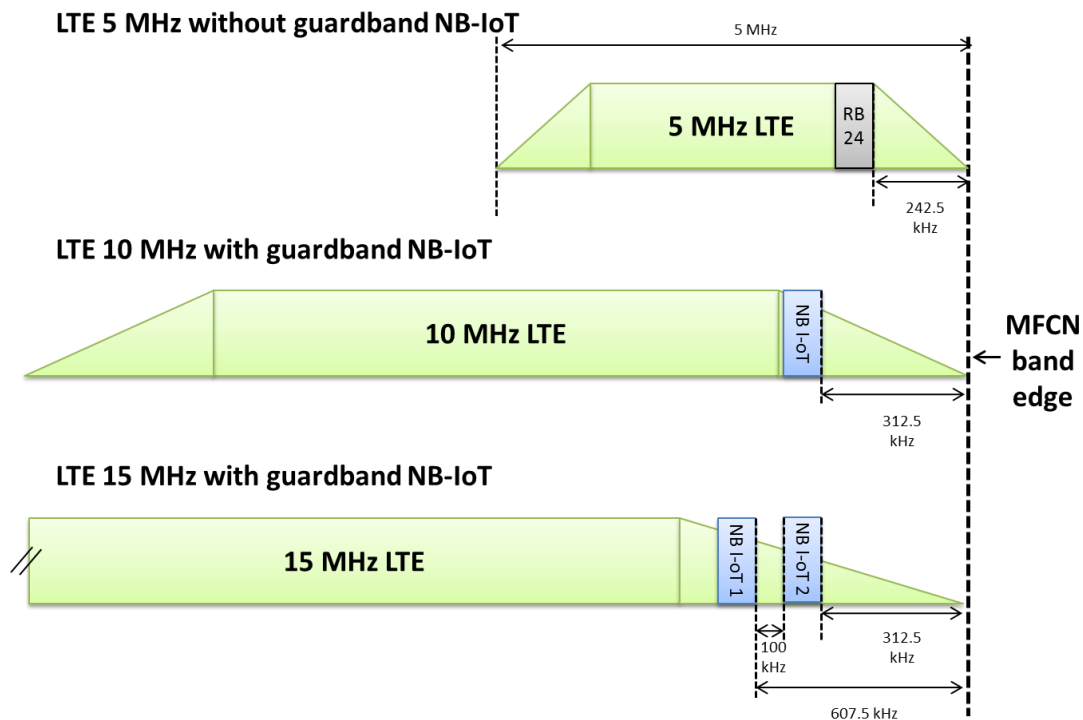 LTE 5 MHz without guardband NB-IoT
5 MHz
5 MHz LTE
RB
24
242.5
kHz
LTE 10 MHz with guardband NB-IoT
10 MHz LTE
NB I-oT
MFCN
band
edge
312.5
kHz
LTE 15 MHz with guardband NB-IoT
15 MHz LTE
NB I-oT 1
NB I-oT 2
100
kHz
312.5
kHz
607.5 kHz